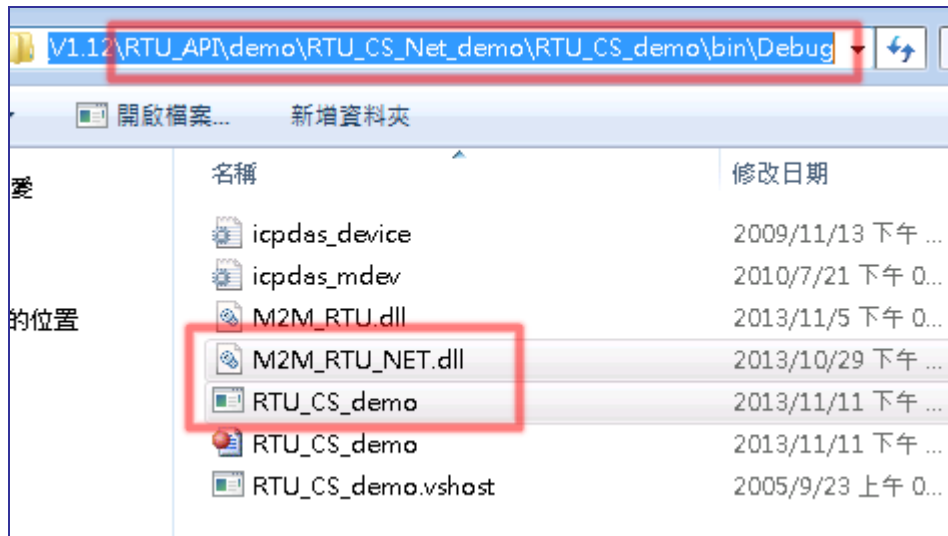 V1.12\RTU_API\demo\RTU_CS_Net_demo\RTU_CS_demo\bin\Debug
開啟檔案... 新增資料夾
名稱 修改日期
愛
icpdas_device 2009/11/13 下午 ...
icpdas_mdev 2010/7/21 下午 0...
的位置
M2M_RTU.dll 2013/11/5 下午 0...
M2M_RTU_NET.dll 2013/10/29 下午 ...
RTU_CS_demo 2013/11/11 下午 ...
RTU_CS_demo 2013/11/11 下午 ...
RTU_CS_demo.vshost 2005/9/23 上午 0...